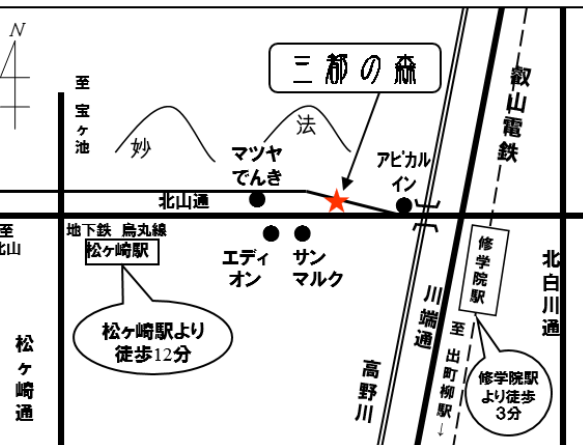 N
三都の森
至
宝ヶ池
妙
法
マツヤ
でんき
アピカル
イン
叡山電鉄
北山通
至
北山
地下鉄 烏丸線
松ヶ崎駅
エディ
オン
サン
マルク
修学院駅
北白川通
川端通
松ヶ崎駅より
徒歩12分
至 出町柳駅→
修学院駅
より徒歩
3分
松ヶ崎通
高野川